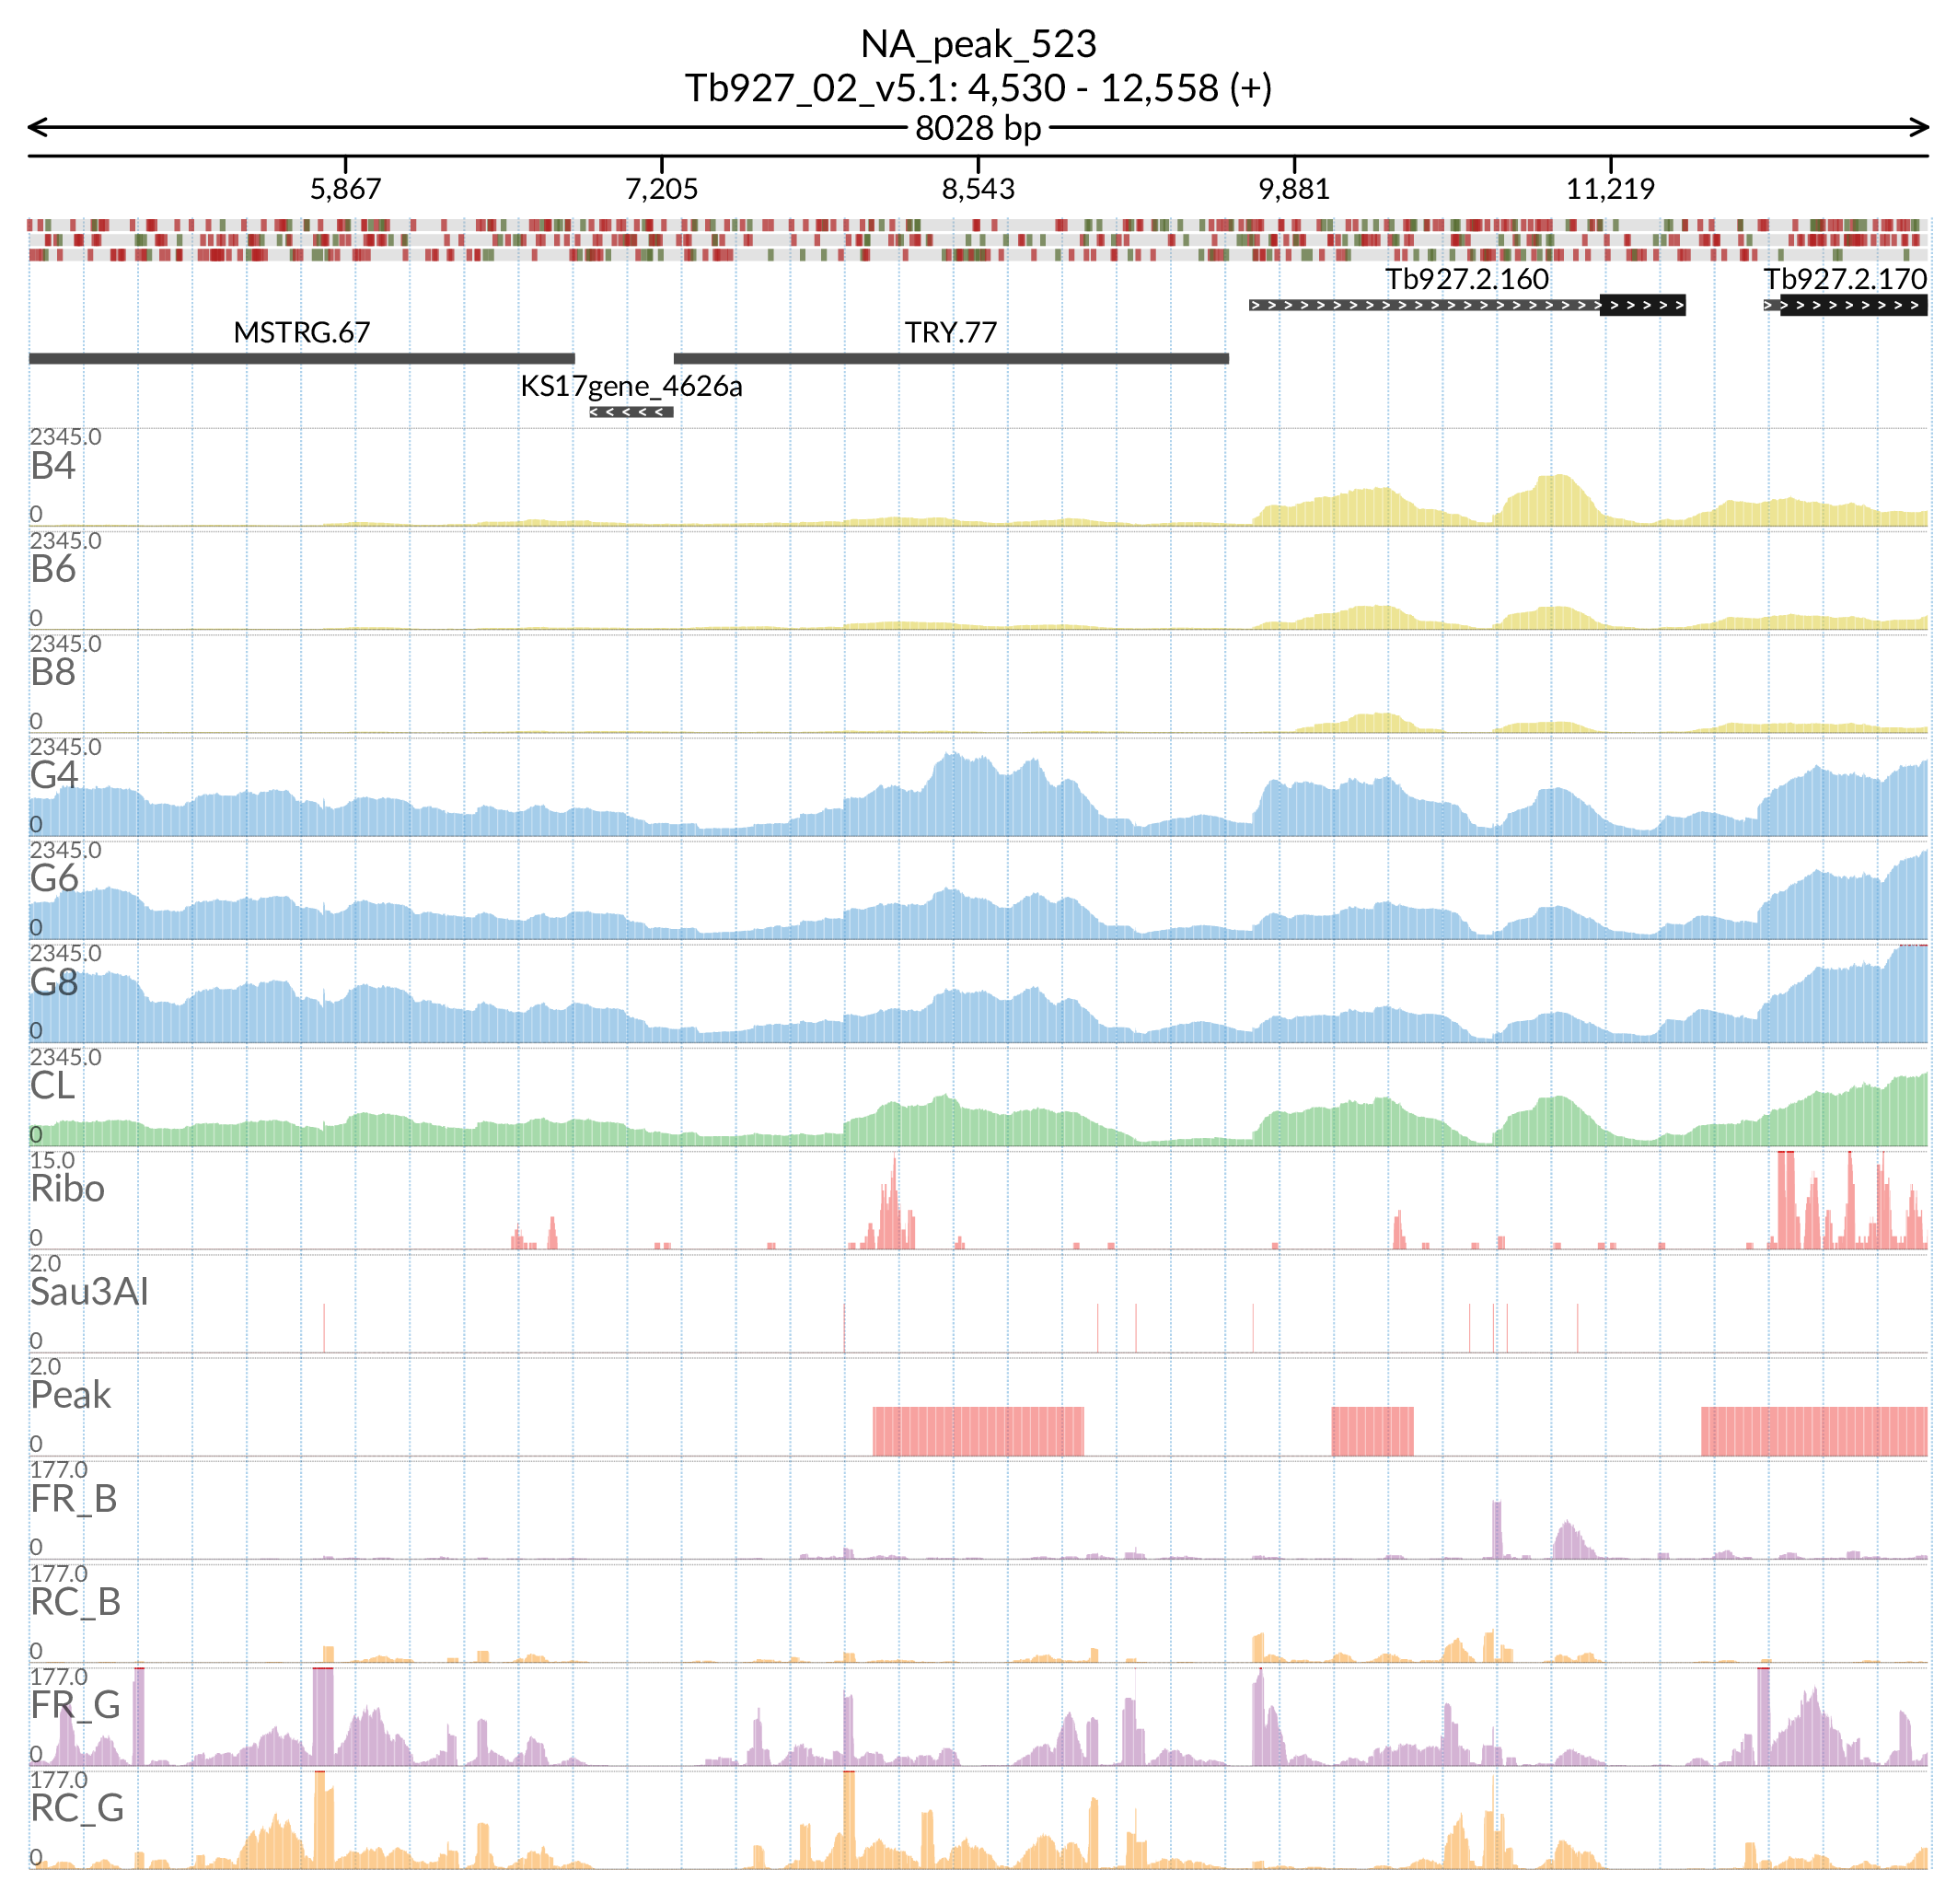 NA_peak_523
Tb927_02_v5.1: 4,530 - 12,558 (+)
8028 bp
5,867 7,205 8,543 9,881 11,219
Tb927.2.160 Tb927.2.170
MSTRG.67 TRY.77
KS17gene_4626a
2345.0
B4
0
2345.0
B6
0
2345.0
B8
0
2345.0
G4
0
2345.0
G6
0
2345.0
G8
0
2345.0
CL
0
15.0
Ribo
0
2.0
Sau3AI
0
2.0
Peak
0
177.0
FR_B
0
177.0
RC_B
0
177.0
FR_G
0
177.0
RC_G
0